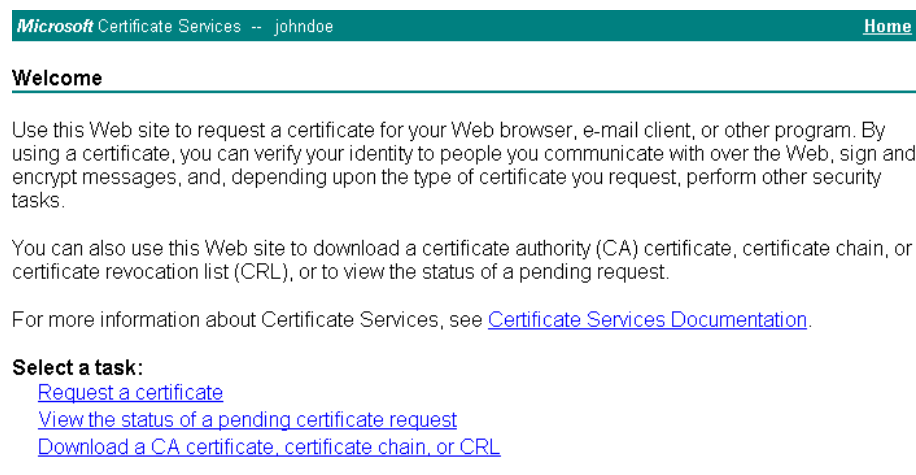 Microsoft Certificate Services -- johndoe Home
Welcome
Use this Web site to request a certificate for your Web browser, e-mail client, or other program. By
using a certificate, you can verify your identity to people you communicate with over the Web, sign and
encrypt messages, and, depending upon the type of certificate you request, perform other security
tasks.
You can also use this Web site to download a certificate authority (CA) certificate, certificate chain, or
certificate revocation list (CRL), or to view the status of a pending request.
For more information about Certificate Services, see Certificate Services Documentation.
Select a task:
Request a certificate
View the status of a pending certificate request
Download a CA certificate, certificate chain, or CRL